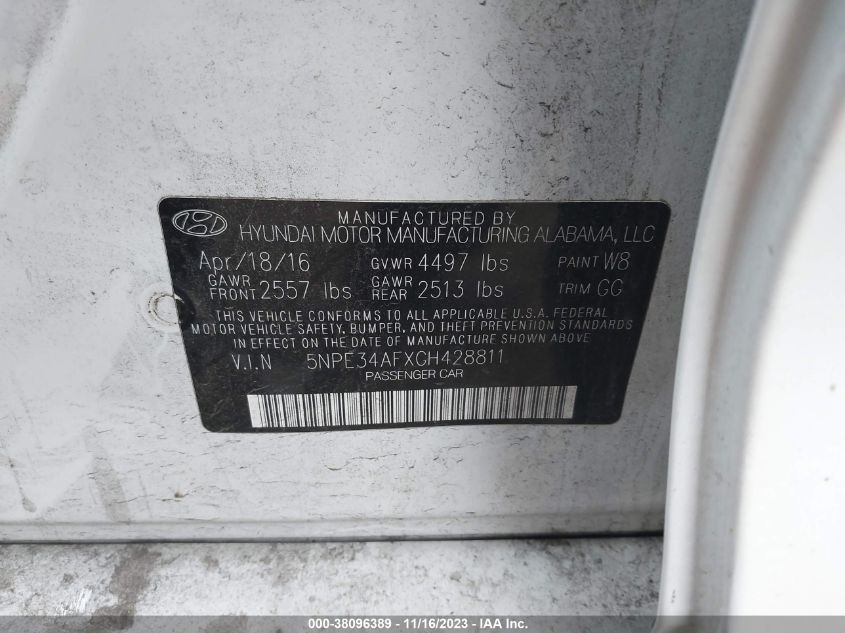 MANUFACTURED BY
HYUNDAI MOTOR MANUFACTURING ALABAMA, LLC
Apr/18/16 GVWR 4497 lbs PAINT W8
GAWR FRONT 2557 lbs GAWR REAR 2513 lbs TRIM GG
THIS VEHICLE CONFORMS TO ALL APPLICABLE U.S.A. FEDERAL
MOTOR VEHICLE SAFETY, BUMPER, AND THEFT PREVENTION STANDARDS
IN EFFECT ON THE DATE OF MANUFACTURE SHOWN ABOVE
V.I.N 5NPE34AFXGH428811
PASSENGER CAR
000-38096389 - 11/16/2023 - IAA Inc.